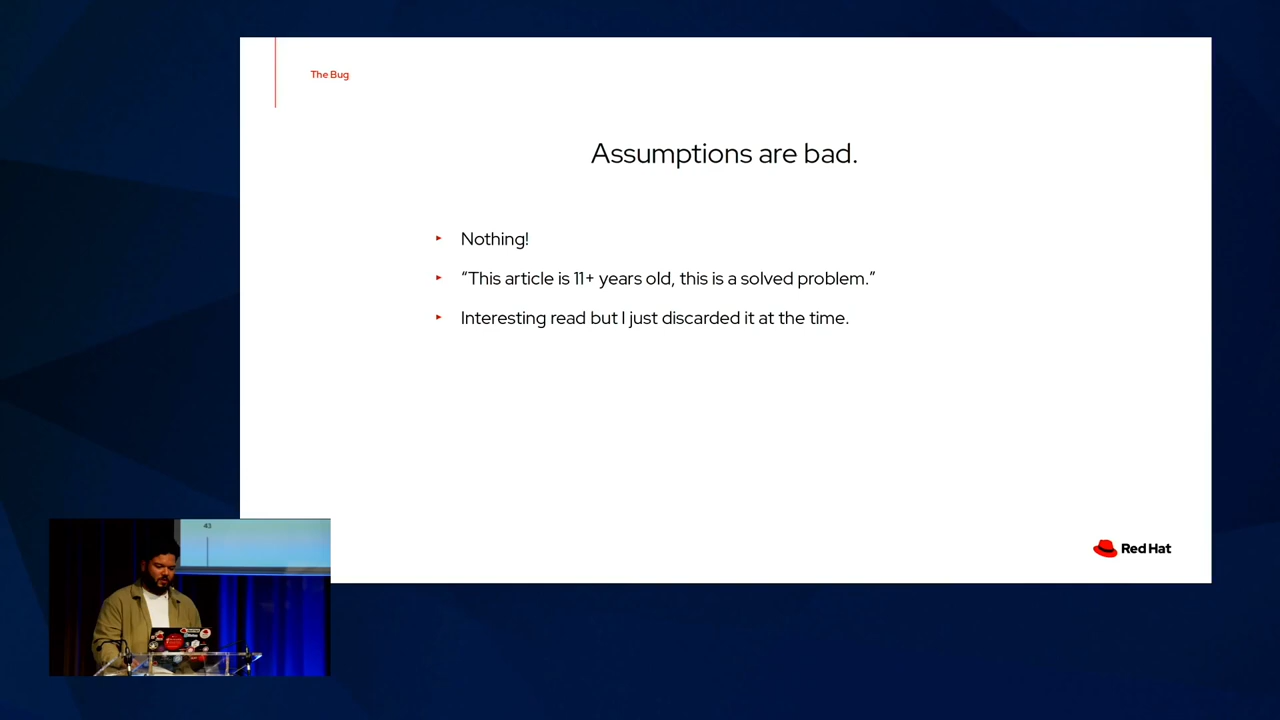 The Bug
Assumptions are bad.
Nothing!
“This article is 11+ years old, this is a solved problem.”
Interesting read but I just discarded it at the time.
Red Hat
43